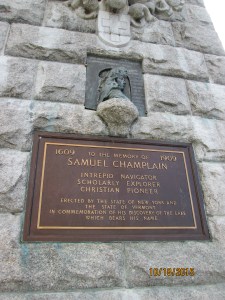 1609 TO THE MEMORY OF 1909
SAMUEL CHAMPLAIN
INTREPID NAVIGATOR
SCHOLARLY EXPLORER
CHRISTIAN PIONEER
ERECTED BY THE STATE OF NEW YORK AND
THE STATE OF VERMONT
IN COMMEMORATION OF HIS DISCOVERY OF THE LAKE
WHICH BEARS HIS NAME